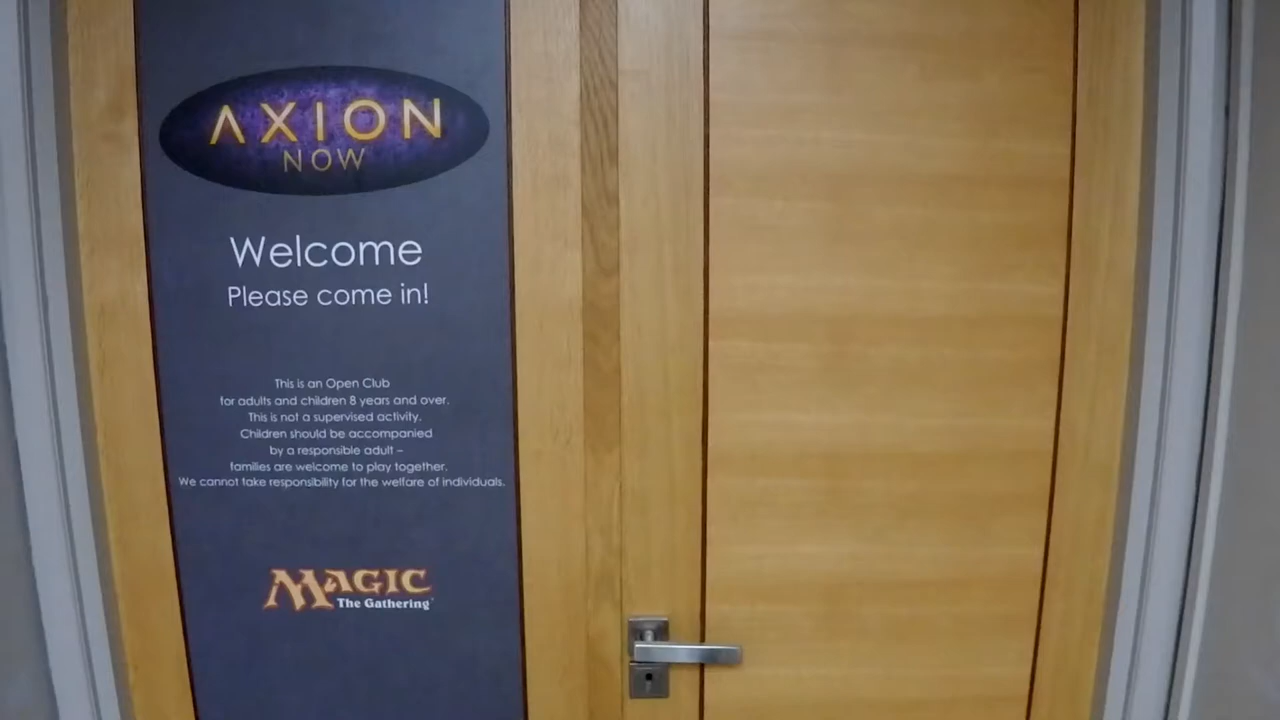 AXION
NOW
Welcome
Please come in!
This is an Open Club
for adults and children 8 years and over.
This is not a supervised activity.
Children should be accompanied
by a responsible adult –
families are welcome to play together.
We cannot take responsibility for the welfare of individuals.
MAGIC
The Gathering